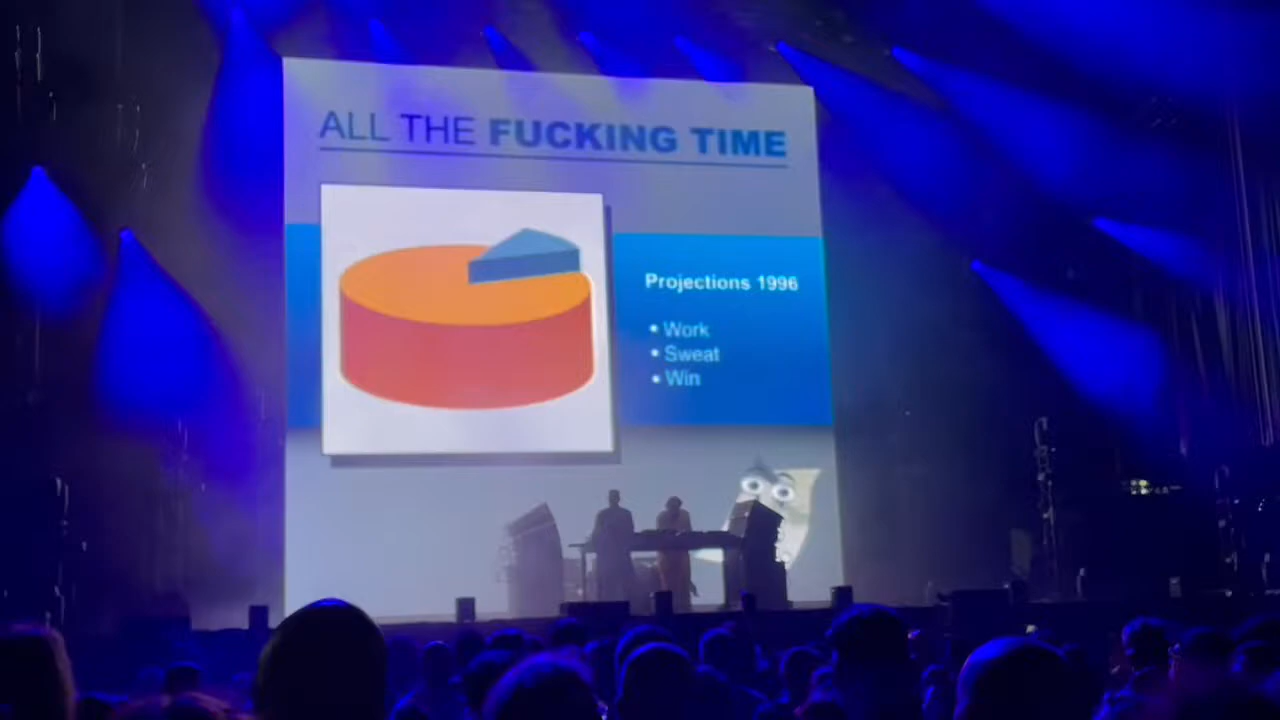 ALL THE FUCKING TIME
Projections 1996
• Work
• Sweat
• Win